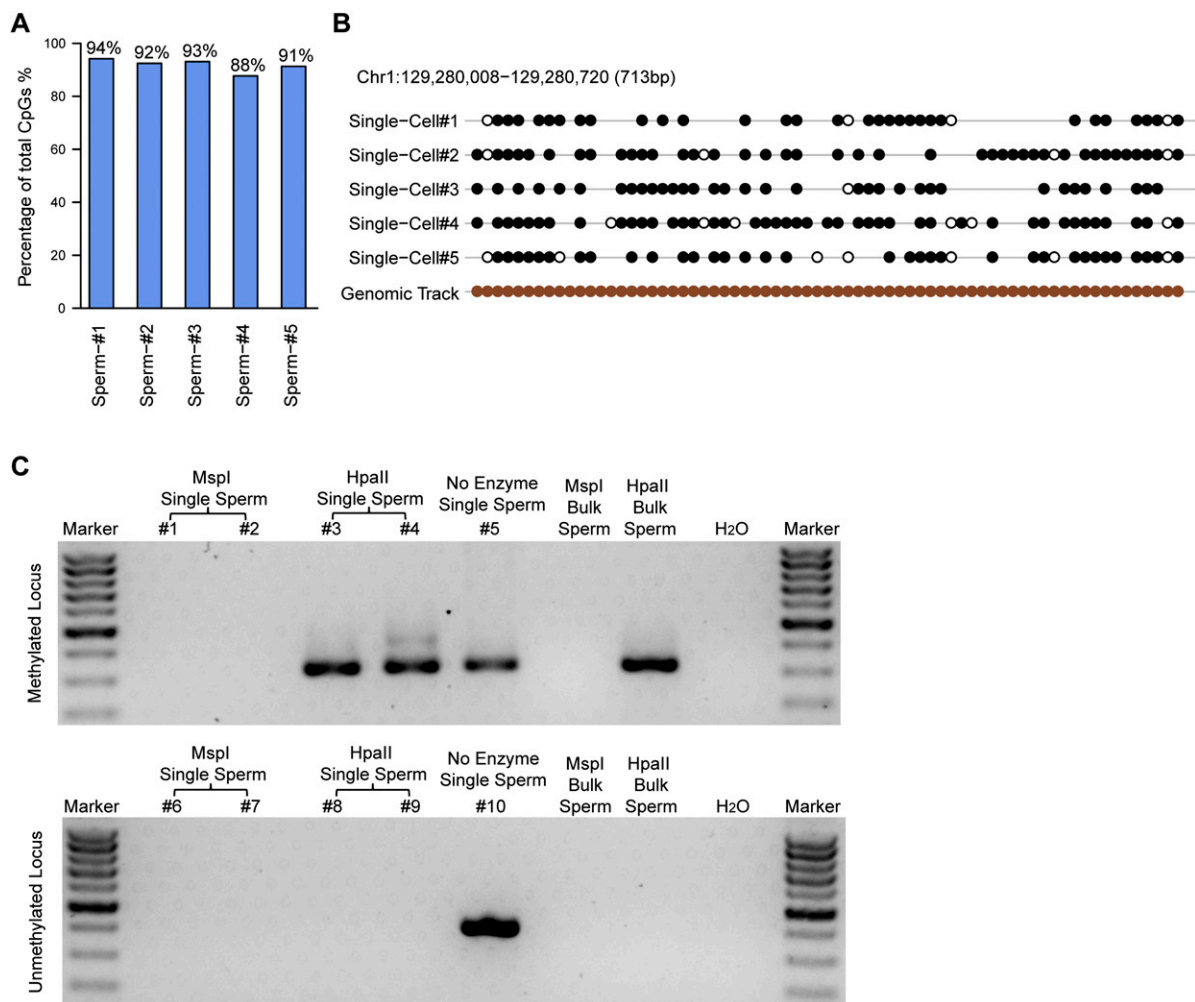 A
Percentage of total CpGs %
100
80
60
40
20
0
94%
92%
93%
88%
91%
Sperm-#1
Sperm-#2
Sperm-#3
Sperm-#4
Sperm-#5
B
Chr1:129,280,008−129,280,720 (713bp)
Single−Cell#1
Single−Cell#2
Single−Cell#3
Single−Cell#4
Single−Cell#5
Genomic Track
C
Methylated Locus
MspI
Single Sperm
HpaII
Single Sperm
No Enzyme
Single Sperm
MspI
Bulk
Sperm
HpaII
Bulk
Sperm
Marker #1 #2 #3 #4 #5 H2O Marker
Unmethylated Locus
MspI
Single Sperm
HpaII
Single Sperm
No Enzyme
Single Sperm
MspI
Bulk
Sperm
HpaII
Bulk
Sperm
Marker #6 #7 #8 #9 #10 H2O Marker